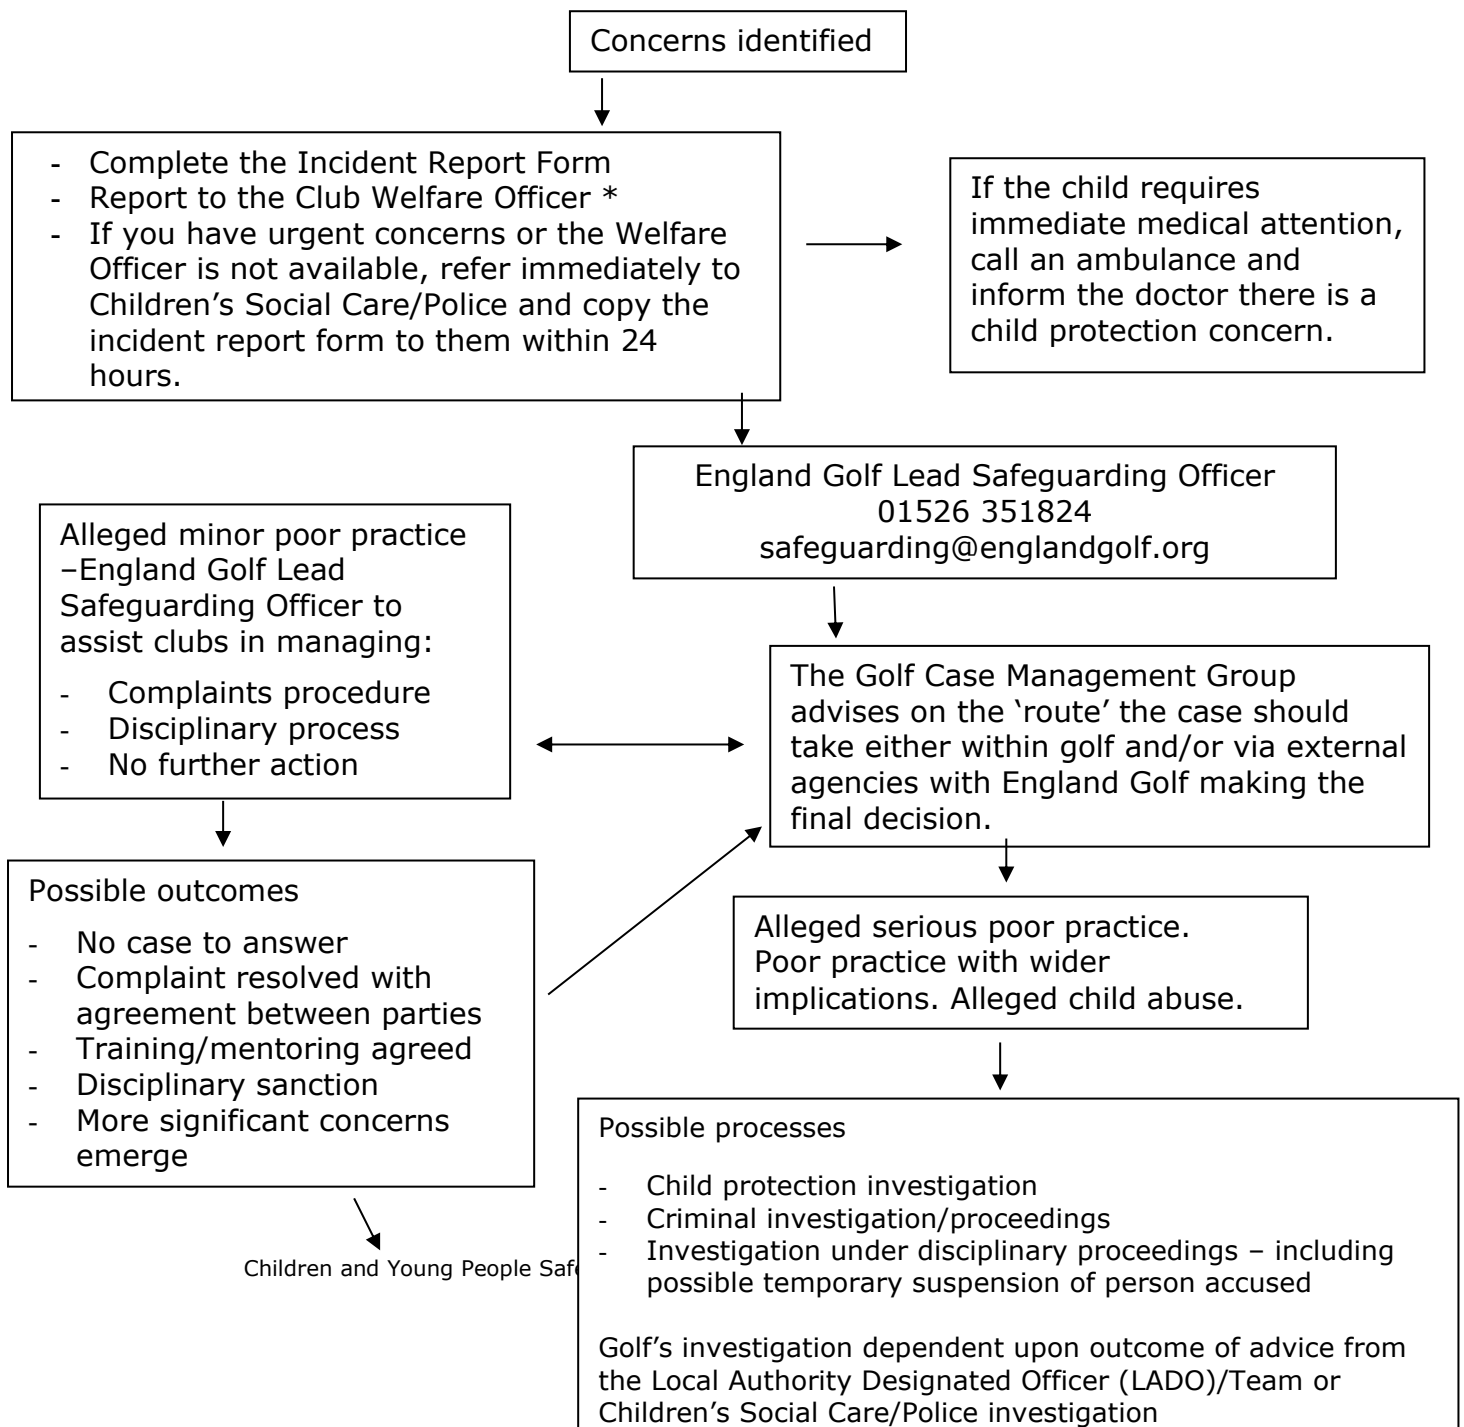 Concerns identified
- Complete the Incident Report Form
- Report to the Club Welfare Officer *
- If you have urgent concerns or the Welfare
Officer is not available, refer immediately to
Children’s Social Care/Police and copy the
incident report form to them within 24
hours.
If the child requires
immediate medical attention,
call an ambulance and
inform the doctor there is a
child protection concern.
England Golf Lead Safeguarding Officer
01526 351824
safeguarding@englandgolf.org
Alleged minor poor practice
–England Golf Lead
Safeguarding Officer to
assist clubs in managing:
- Complaints procedure
- Disciplinary process
- No further action
The Golf Case Management Group
advises on the ‘route’ the case should
take either within golf and/or via external
agencies with England Golf making the
final decision.
Possible outcomes
- No case to answer
- Complaint resolved with
agreement between parties
- Training/mentoring agreed
- Disciplinary sanction
- More significant concerns
emerge
Alleged serious poor practice.
Poor practice with wider
implications. Alleged child abuse.
Possible processes
- Child protection investigation
- Criminal investigation/proceedings
- Investigation under disciplinary proceedings – including
possible temporary suspension of person accused
Golf’s investigation dependent upon outcome of advice from
the Local Authority Designated Officer (LADO)/Team or
Children’s Social Care/Police investigation
Children and Young People